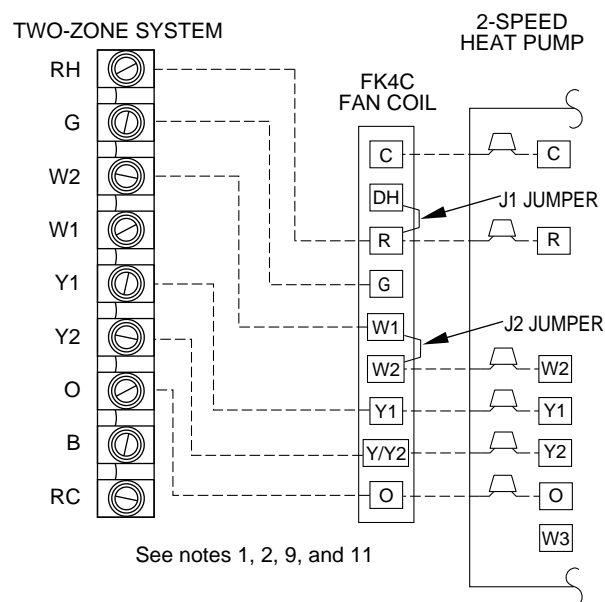 TWO-ZONE SYSTEM
RH
G
W2
W1
Y1
Y2
O
B
RC
FK4C
FAN COIL
C
DH
R
G
W1
W2
Y1
Y/Y2
O
J1 JUMPER
J2 JUMPER
2-SPEED
HEAT PUMP
C
R
W2
Y1
Y2
O
W3
See notes 1, 2, 9, and 11